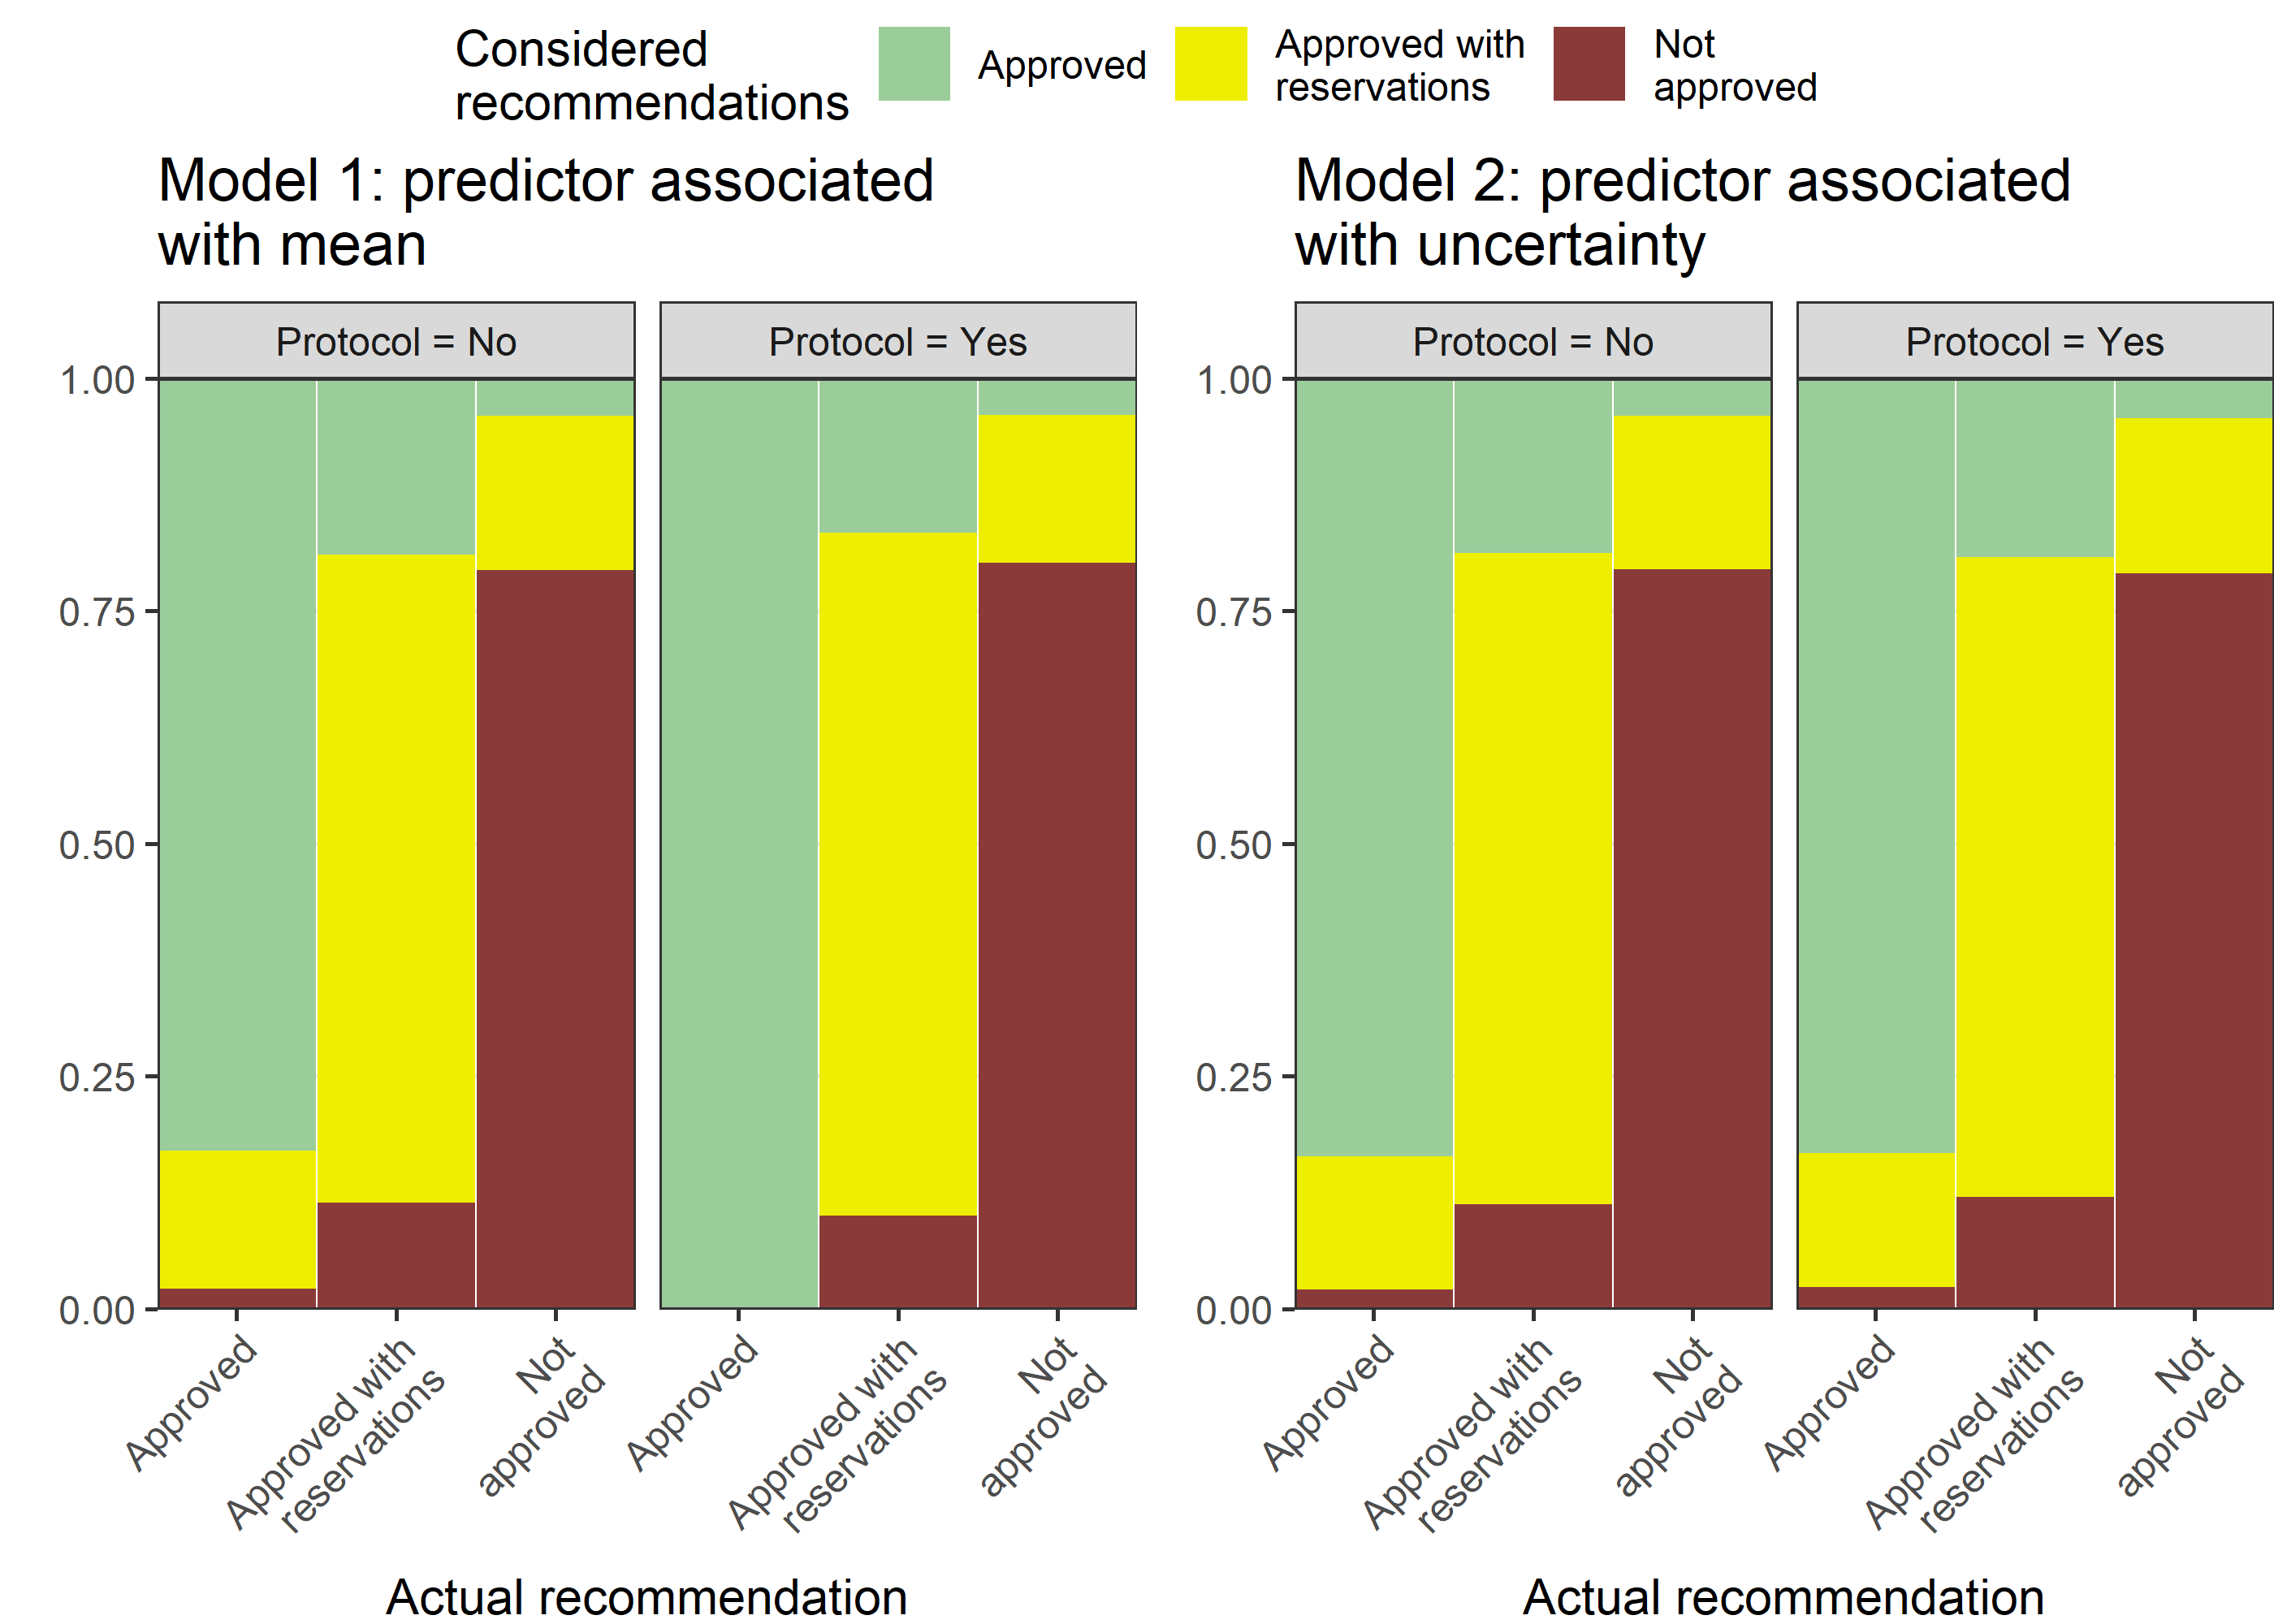 Considered
recommendations
Approved
Approved with
reservations
Not
approved
Model 1: predictor associated
with mean
Protocol = No
Protocol = Yes
1.00
0.75
0.50
0.25
0.00
Approved
Approved with
reservations
Not
approved
Approved
Approved with
reservations
Not
approved
Actual recommendation
Model 2: predictor associated
with uncertainty
Protocol = No
Protocol = Yes
1.00
0.75
0.50
0.25
0.00
Approved
Approved with
reservations
Not
approved
Approved
Approved with
reservations
Not
approved
Actual recommendation